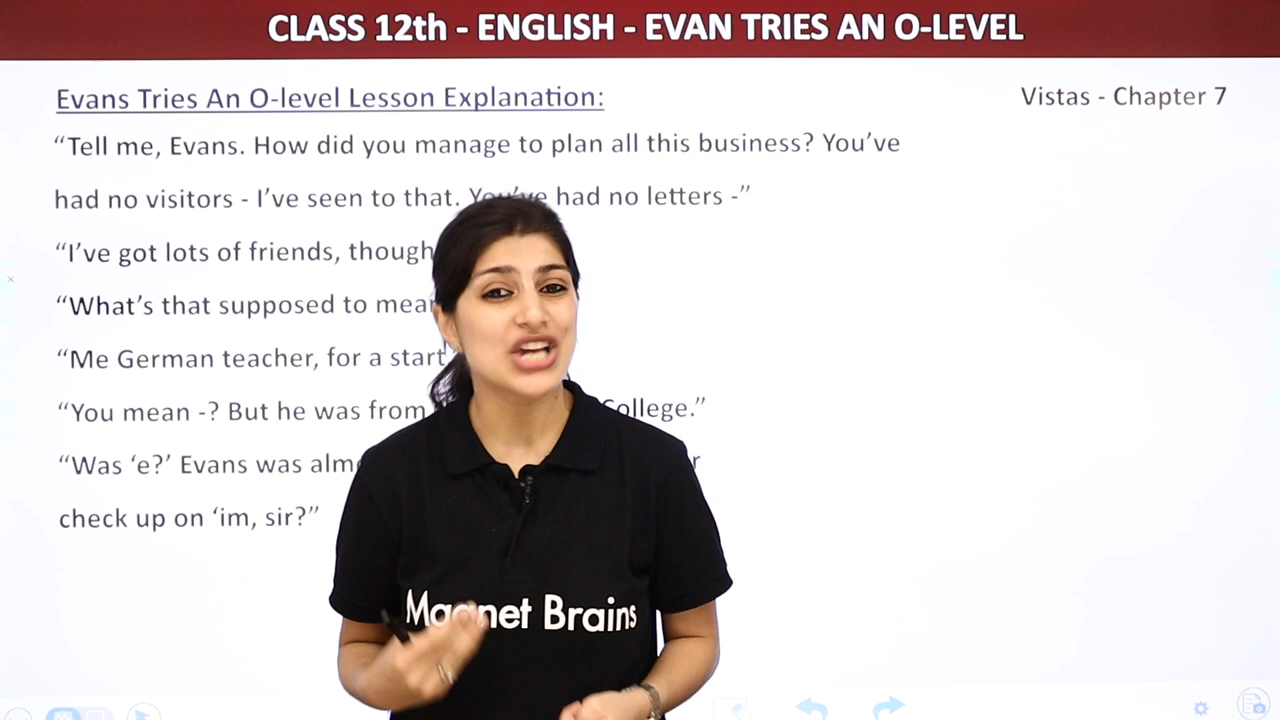 CLASS 12th - ENGLISH - EVAN TRIES AN O-LEVEL
Evans Tries An O-level Lesson Explanation:
Vistas - Chapter 7
“Tell me, Evans. How did you manage to plan all this business? You’ve
had no visitors - I’ve seen to that. You’ve had no letters -”
“I’ve got lots of friends, though
“What’s that supposed to mea
“Me German teacher, for a start
“You mean -? But he was from College.”
“Was ‘e?’ Evans was alm r
check up on ‘im, sir?”
Magnet Brains